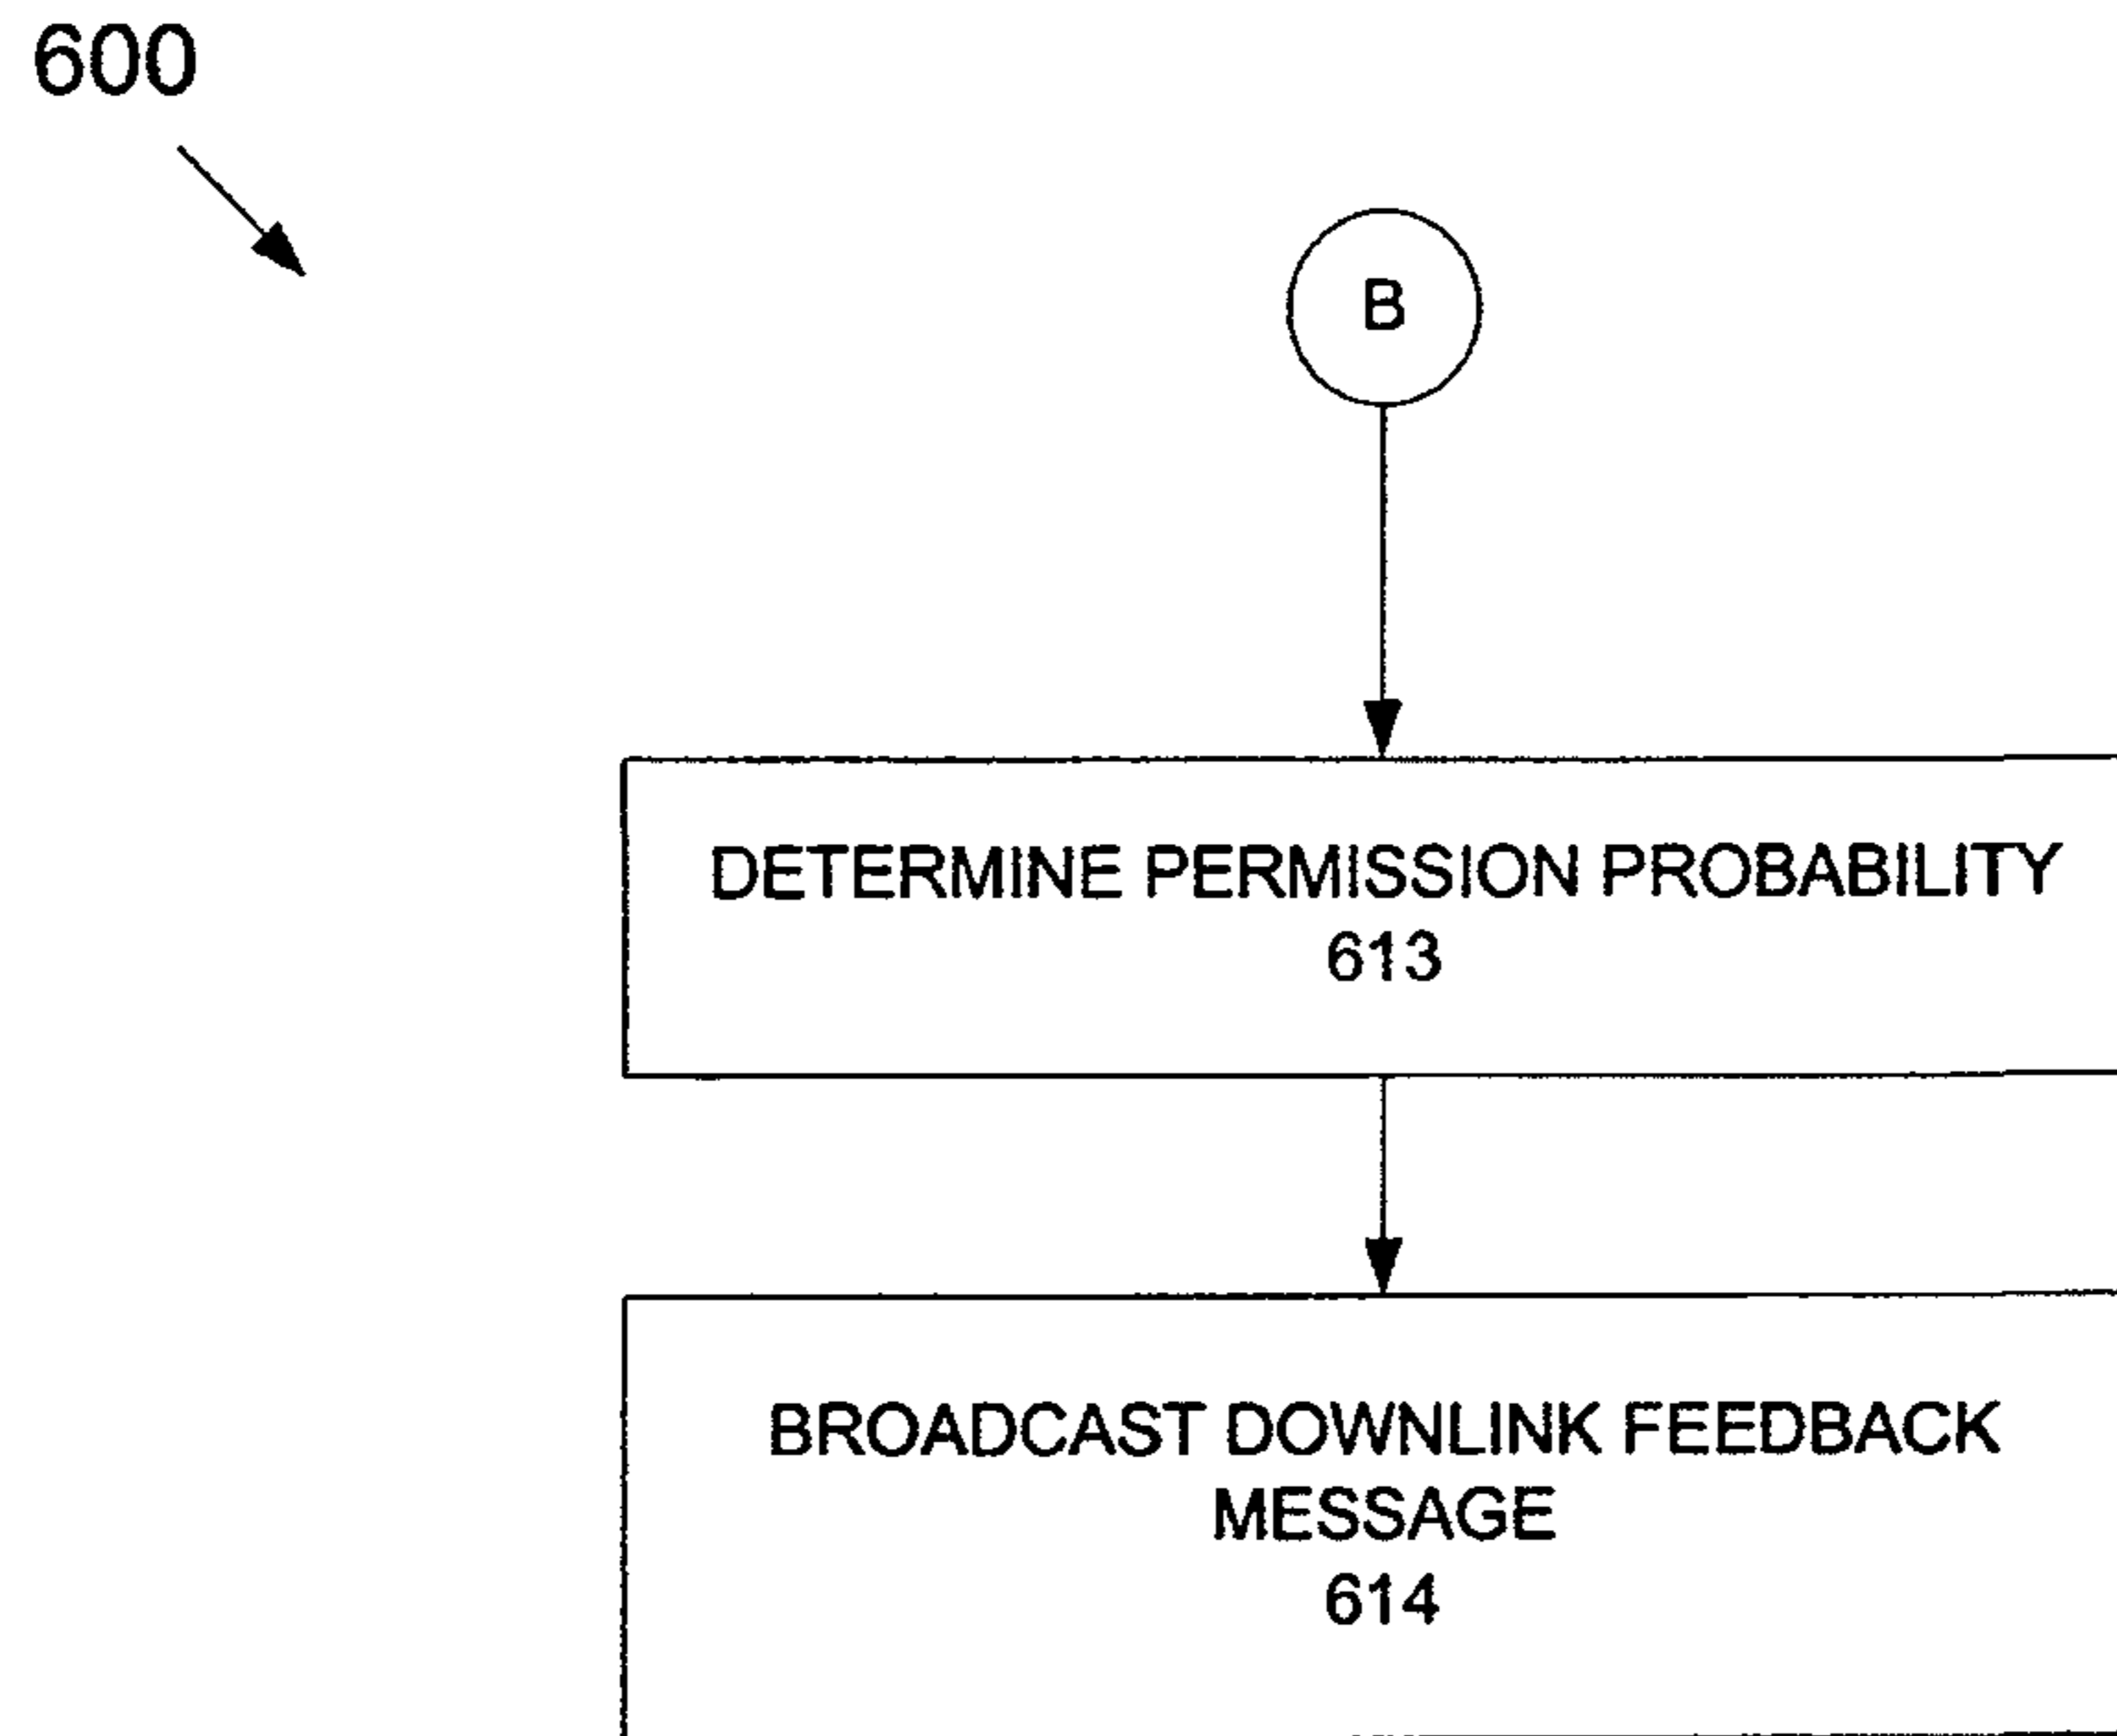 600
B
DETERMINE PERMISSION PROBABILITY
613
BROADCAST DOWNLINK FEEDBACK
MESSAGE
614